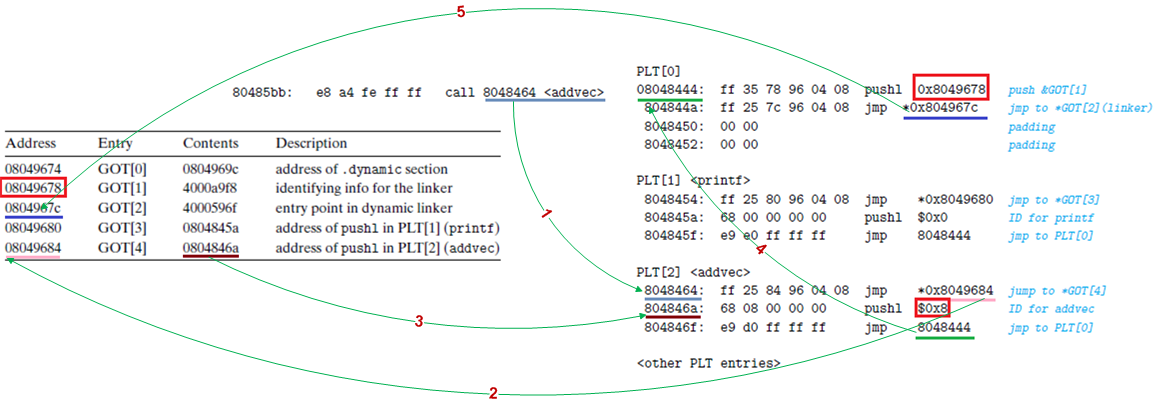 5
80485bb: e8 a4 fe ff ff call 8048464 <addvec>
Address Entry Contents Description
08049674 GOT[0] 0804969c address of .dynamic section
08049678 GOT[1] 4000a9f8 identifying info for the linker
0804967c GOT[2] 4000596f entry point in dynamic linker
08049680 GOT[3] 0804845a address of pushl in PLT[1] (printf)
08049684 GOT[4] 0804846a address of pushl in PLT[2] (addvec)
PLT[0]
08048444: ff 35 78 96 04 08 pushl 0x8049678 push &GOT[1]
804844a: ff 25 7c 96 04 08 jmp *0x804967c jmp to *GOT[2](linker)
8048450: 00 00 padding
8048452: 00 00 padding
PLT[1] <printf>
8048454: ff 25 80 96 04 08 jmp *0x8049680 jmp to *GOT[3]
804845a: 68 00 00 00 00 pushl $0x0 ID for printf
804845f: e9 e0 ff ff ff jmp 8048444 jmp to PLT[0]
PLT[2] <addvec>
8048464: ff 25 84 96 04 08 jmp *0x8049684 jump to *GOT[4]
804846a: 68 08 00 00 00 pushl $0x8 ID for addvec
804846f: e9 d0 ff ff ff jmp 8048444 jmp to PLT[0]
<other PLT entries>
1
4
3
2